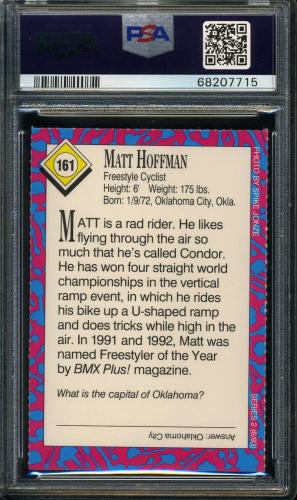 PSA
68207715
161
MATT HOFFMAN
Freestyle Cyclist
Height: 6' Weight: 175 lbs.
Born: 1/9/72, Oklahoma City, Okla.
MATT is a rad rider. He likes
flying through the air so
much that he's called Condor.
He has won four straight world
championships in the vertical
ramp event, in which he rides
his bike up a U-shaped ramp
and does tricks while high in the
air. In 1991 and 1992, Matt was
named Freestyler of the Year
by BMX Plus! magazine.
What is the capital of Oklahoma?
Answer: Oklahoma City
PHOTO BY SPIKE JONZE
SERIES 2 (6/93)